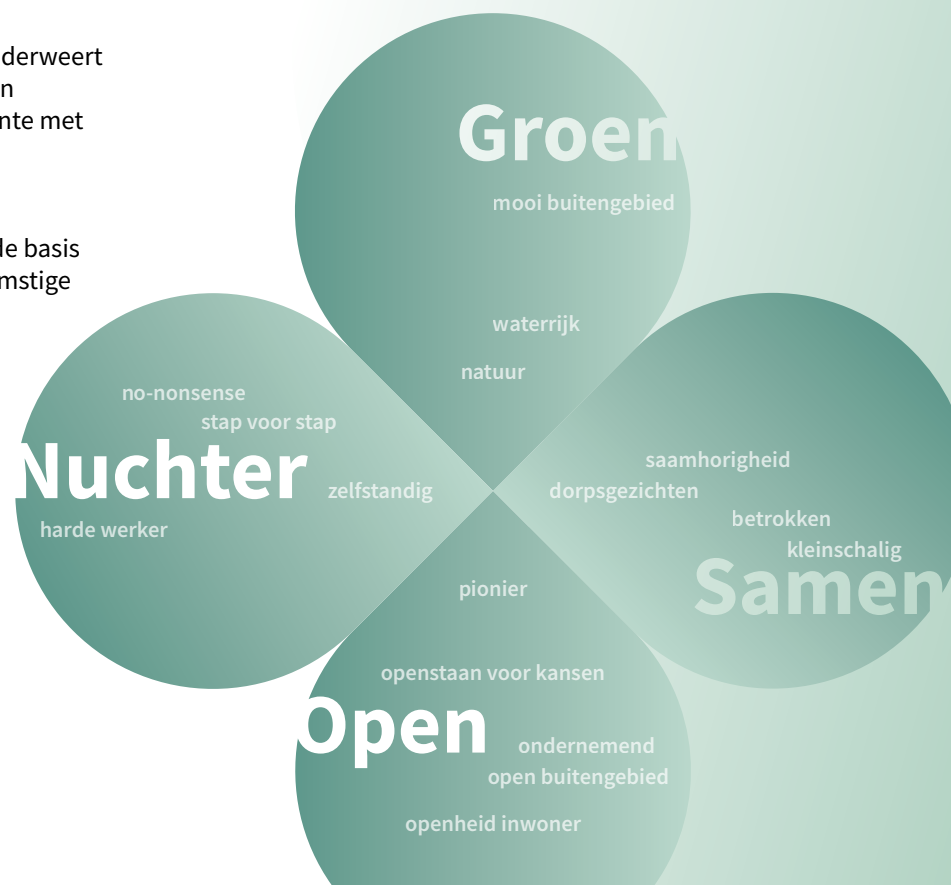 derweert
n
nte met
de basis
mstige
Groen
mooi buitengebied
waterrijk
natuur
no-nonsense
stap voor stap
Nuchter
zelfstandig
harde werker
saamhorigheid
dorpsgezichten
betrokken
kleinschalig
Samen
pionier
openstaan voor kansen
Open
ondernemend
open buitengebied
openheid inwoner